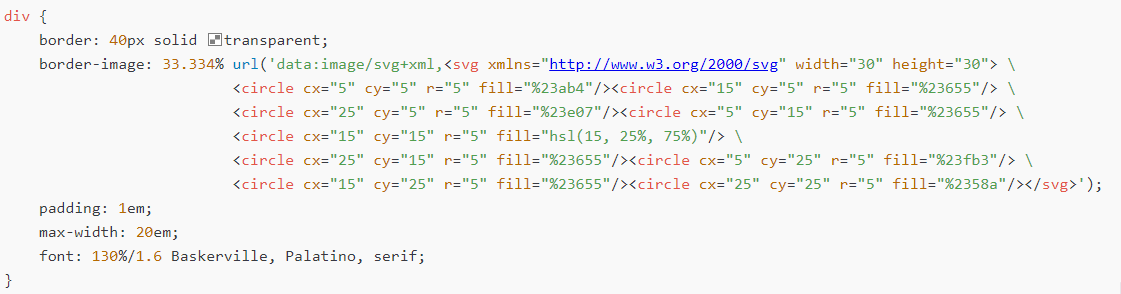 div {
    border: 40px solid transparent;
    border-image: 33.334% url('data:image/svg+xml,<svg xmlns="http://www.w3.org/2000/svg" width="30" height="30"> \
                        <circle cx="5" cy="5" r="5" fill="%23ab4"/><circle cx="15" cy="5" r="5" fill="%23655"/> \
                        <circle cx="25" cy="5" r="5" fill="%23e07"/><circle cx="5" cy="15" r="5" fill="%23655"/> \
                        <circle cx="15" cy="15" r="5" fill="hsl(15, 25%, 75%)"/> \
                        <circle cx="25" cy="15" r="5" fill="%23655"/><circle cx="5" cy="25" r="5" fill="%23fb3"/> \
                        <circle cx="15" cy="25" r="5" fill="%23655"/><circle cx="25" cy="25" r="5" fill="%2358a"/></svg>');
    padding: 1em;
    max-width: 20em;
    font: 130%/1.6 Baskerville, Palatino, serif;
}